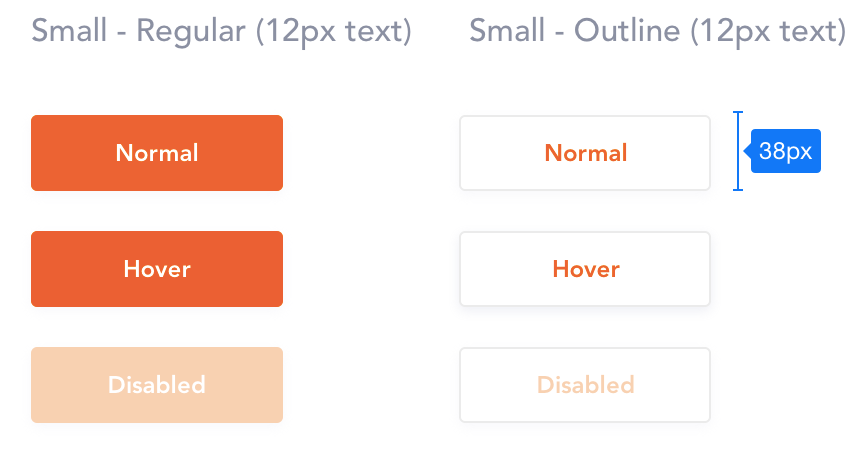 Small - Regular (12px text)
Small - Outline (12px text)
Normal
Normal
38px
Hover
Hover
Disabled
Disabled